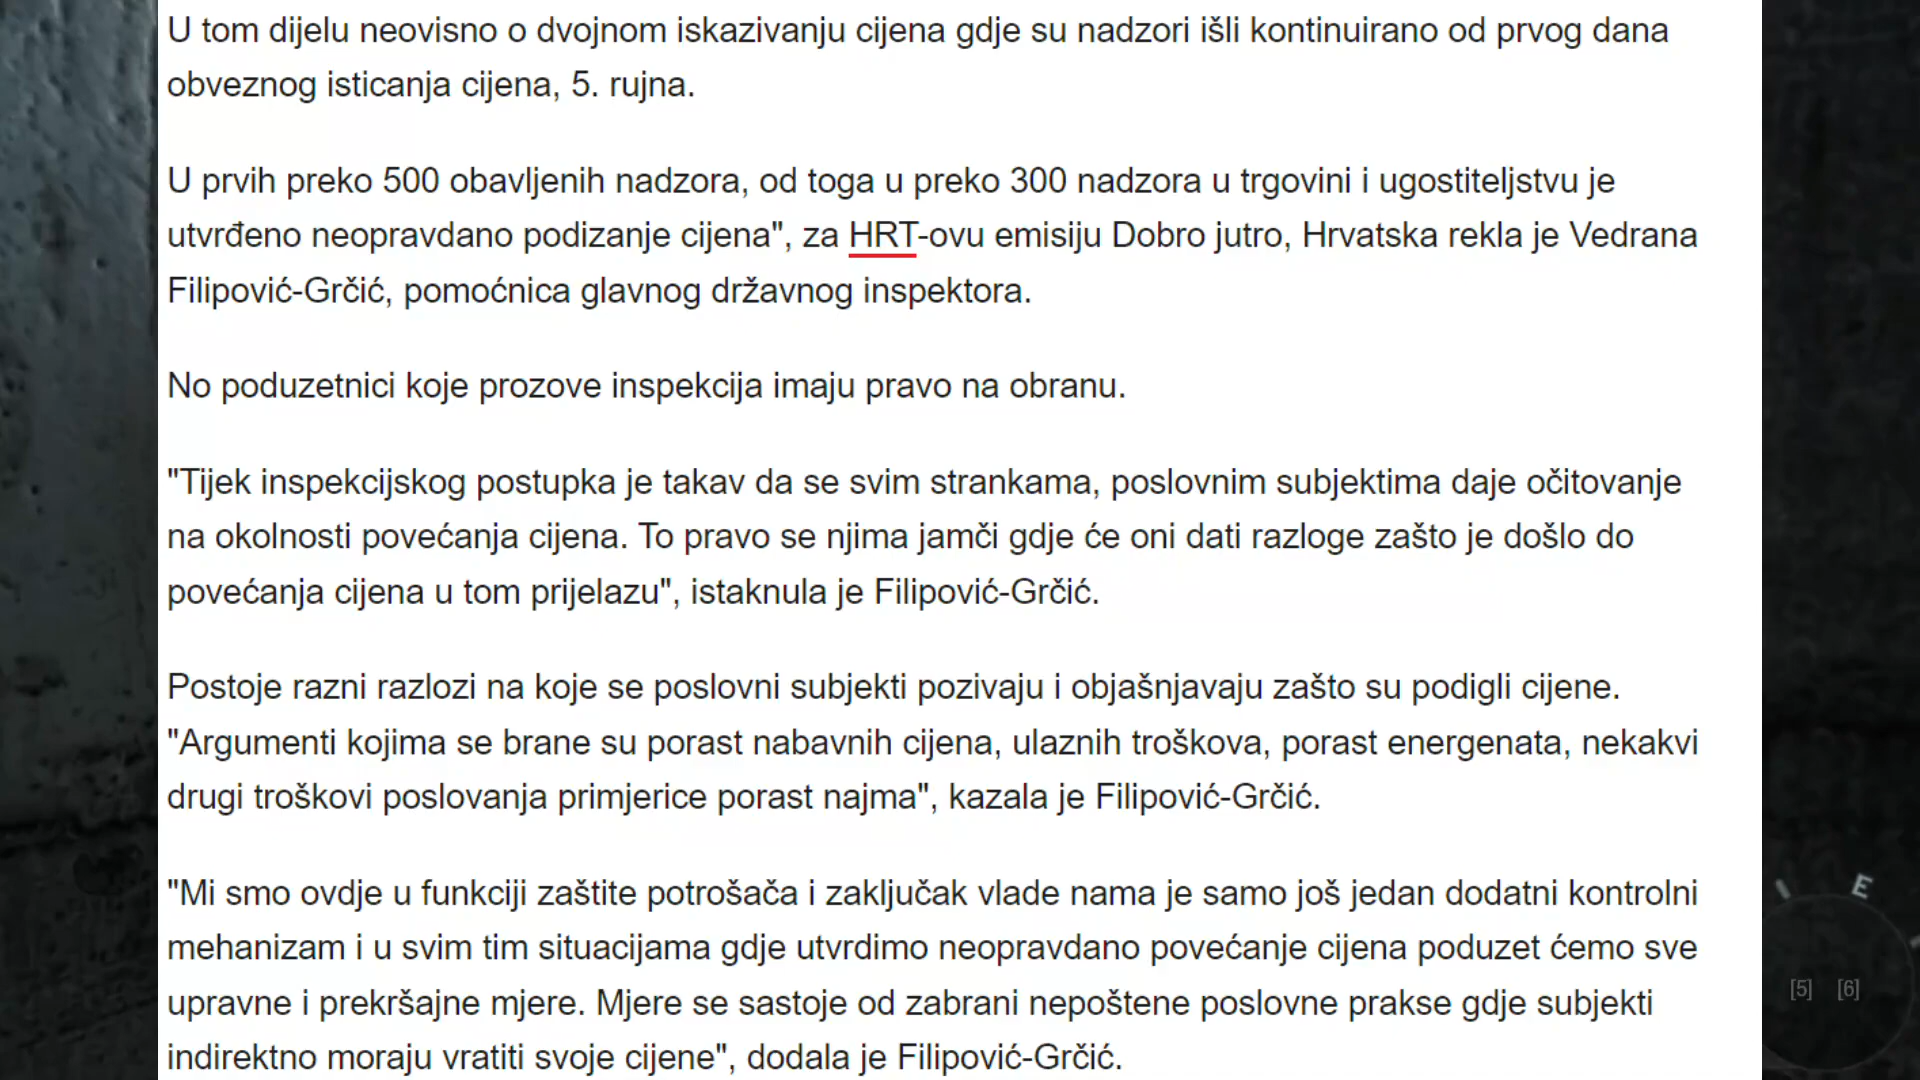 U tom dijelu neovisno o dvojnom iskazivanju cijena gdje su nadzori išli kontinuirano od prvog dana
obveznog isticanja cijena, 5. rujna.
U prvih preko 500 obavljenih nadzora, od toga u preko 300 nadzora u trgovini i ugostiteljstvu je
utvrđeno neopravdano podizanje cijena", za HRT-ovu emisiju Dobro jutro, Hrvatska rekla je Vedrana
Filipović-Grčić, pomoćnica glavnog državnog inspektora.
No poduzetnici koje prozove inspekcija imaju pravo na obranu.
"Tijek inspekcijskog postupka je takav da se svim strankama, poslovnim subjektima daje očitovanje
na okolnosti povećanja cijena. To pravo se njima jamči gdje će oni dati razloge zašto je došlo do
povećanja cijena u tom prijelazu", istaknula je Filipović-Grčić.
Postoje razni razlozi na koje se poslovni subjekti pozivaju i objašnjavaju zašto su podigli cijene.
"Argumenti kojima se brane su porast nabavnih cijena, ulaznih troškova, porast energenata, nekakvi
drugi troškovi poslovanja primjerice porast najma", kazala je Filipović-Grčić.
"Mi smo ovdje u funkciji zaštite potrošača i zaključak vlade nama je samo još jedan dodatni kontrolni
mehanizam i u svim tim situacijama gdje utvrdimo neopravdano povećanje cijena poduzet ćemo sve
upravne i prekršajne mjere. Mjere se sastoje od zabrani nepoštene poslovne prakse gdje subjekti
indirektno moraju vratiti svoje cijene", dodala je Filipović-Grčić.
E
[5] [6]